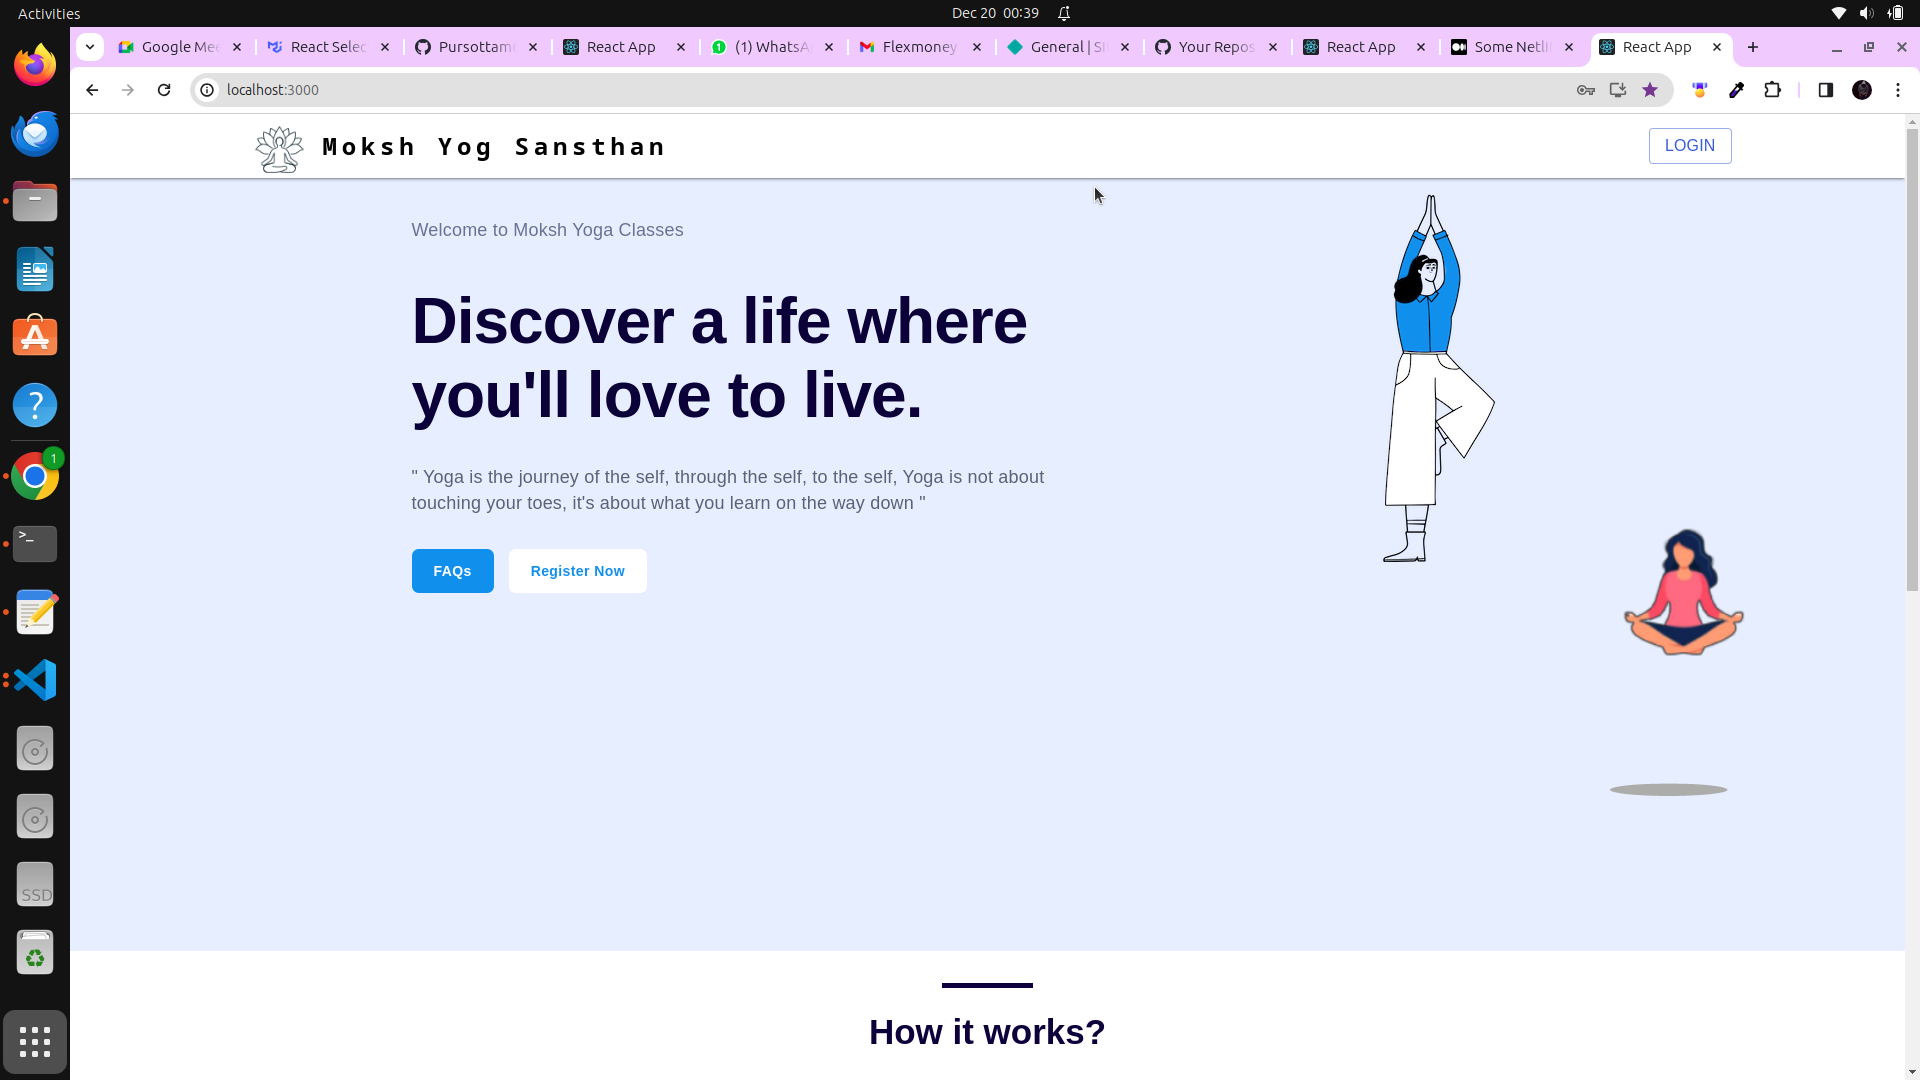 Activities
Dec 20 00:39
Google Mee
React Selec
Pursottam
React App
(1) WhatsA
Flexmoney
General | Si
Your Repos
React App
Some Netli
React App
localhost:3000
Moksh Yog Sansthan
LOGIN
Welcome to Moksh Yoga Classes
Discover a life where
you'll love to live.
" Yoga is the journey of the self, through the self, to the self, Yoga is not about
touching your toes, it's about what you learn on the way down "
FAQs
Register Now
How it works?
1
>_
?
SSD